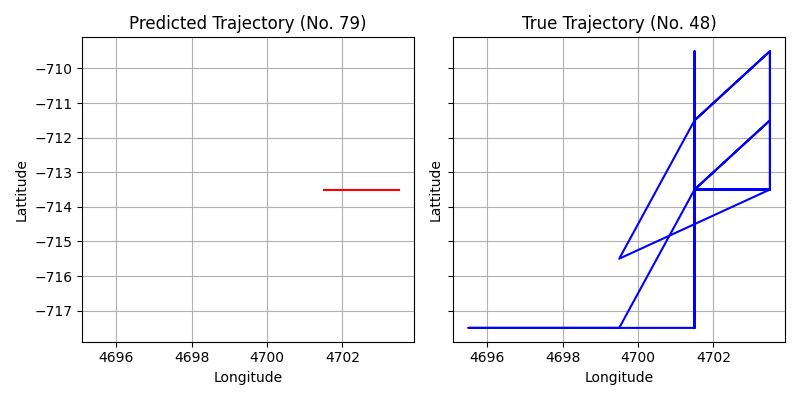 Predicted Trajectory (No. 79)
True Trajectory (No. 48)
−710
−711
−712
−713
−714
−715
−716
−717
Lattitude
Lattitude
4696 4698 4700 4702
4696 4698 4700 4702
Longitude
Longitude